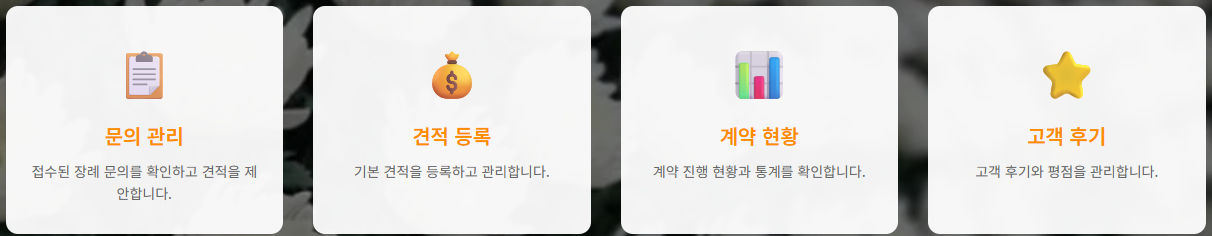 문의 관리
접수된 장례 문의를 확인하고 견적을 제
안합니다.
$
견적 등록
기본 견적을 등록하고 관리합니다.
계약 현황
계약 진행 현황과 통계를 확인합니다.
고객 후기
고객 후기와 평점을 관리합니다.